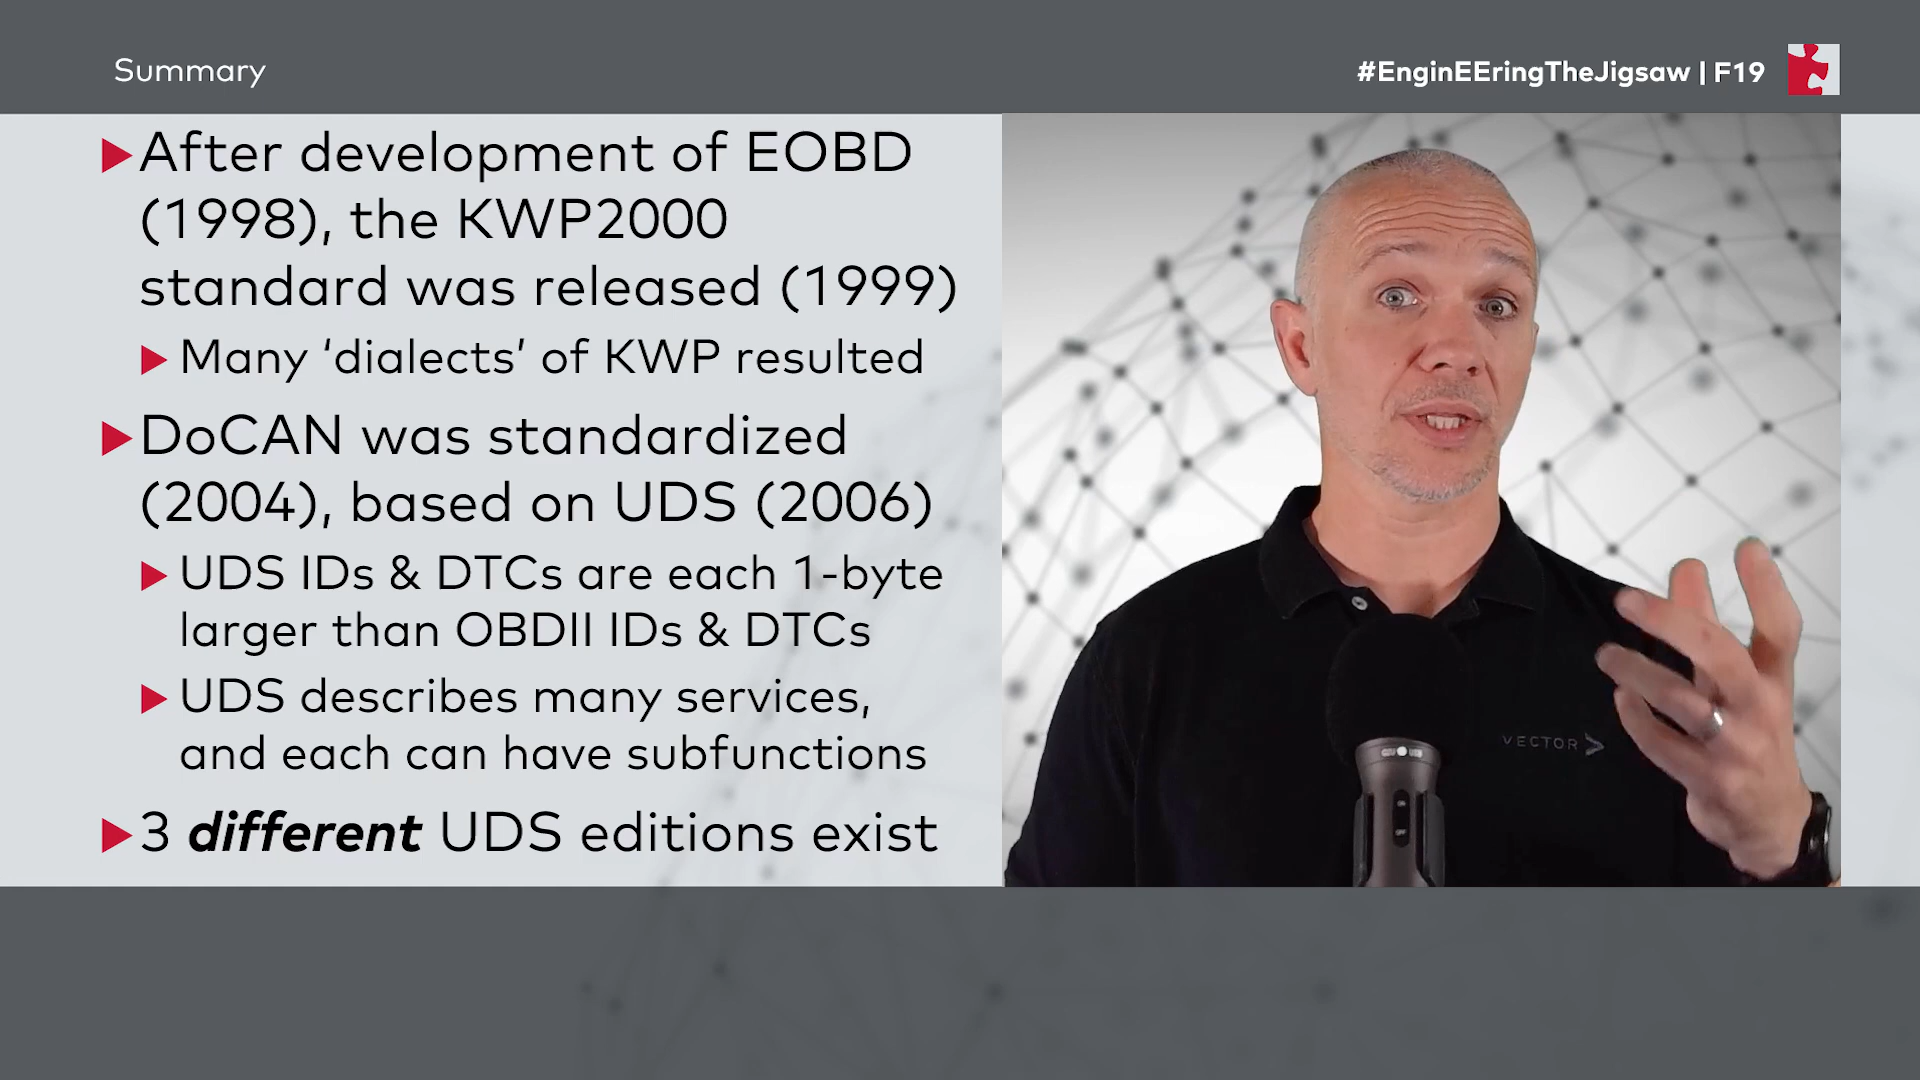 Summary
#EnginEEringTheJigsaw | F19
After development of EOBD
(1998), the KWP2000
standard was released (1999)
Many ‘dialects’ of KWP resulted
DoCAN was standardized
(2004), based on UDS (2006)
UDS IDs & DTCs are each 1-byte
larger than OBDII IDs & DTCs
UDS describes many services,
and each can have subfunctions
3 different UDS editions exist
VECTOR